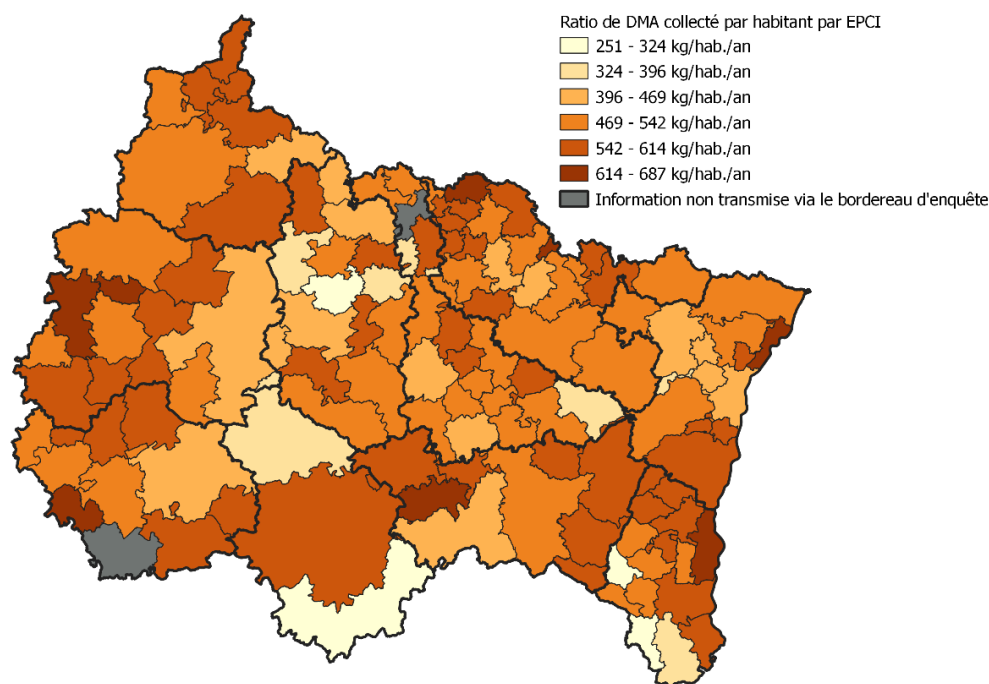 Ratio de DMA collecté par habitant par EPCI
251 - 324 kg/hab./an
324 - 396 kg/hab./an
396 - 469 kg/hab./an
469 - 542 kg/hab./an
542 - 614 kg/hab./an
614 - 687 kg/hab./an
Information non transmise via le bordereau d'enquête